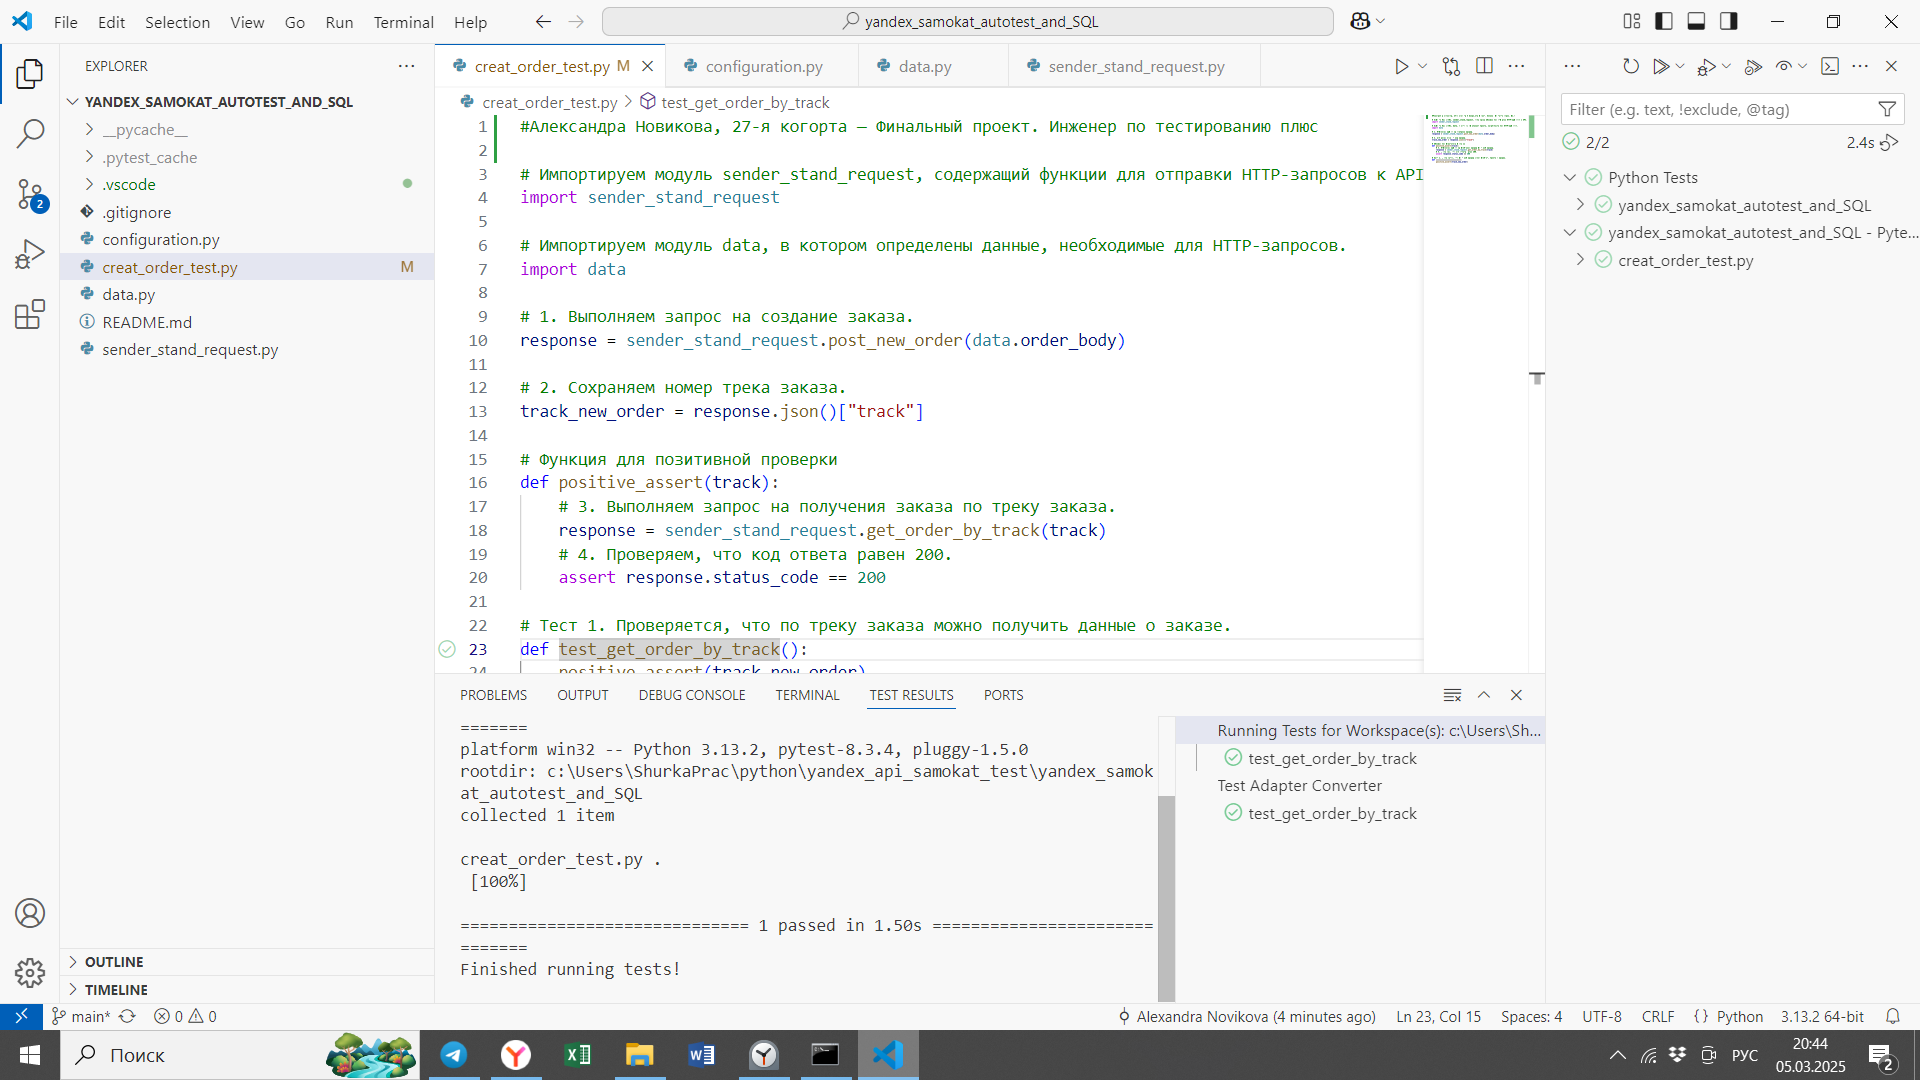 File Edit Selection View Go Run Terminal Help
yandex_samokat_autotest_and_SQL
EXPLORER
YANDEX_SAMOKAT_AUTOTEST_AND_SQL
__pycache__
.pytest_cache
.vscode
.gitignore
configuration.py
creat_order_test.py M
data.py
README.md
sender_stand_request.py
OUTLINE
TIMELINE
2
creat_order_test.py M
configuration.py
data.py
sender_stand_request.py
creat_order_test.py > test_get_order_by_track
1 #Александра Новикова, 27-я когорта — Финальный проект. Инженер по тестированию плюс
2
3 # Импортируем модуль sender_stand_request, содержащий функции для отправки HTTP-запросов к API
4 import sender_stand_request
5
6 # Импортируем модуль data, в котором определены данные, необходимые для HTTP-запросов.
7 import data
8
9 # 1. Выполняем запрос на создание заказа.
10 response = sender_stand_request.post_new_order(data.order_body)
11
12 # 2. Сохраняем номер трека заказа.
13 track_new_order = response.json()["track"]
14
15 # Функция для позитивной проверки
16 def positive_assert(track):
17 # 3. Выполняем запрос на получения заказа по треку заказа.
18 response = sender_stand_request.get_order_by_track(track)
19 # 4. Проверяем, что код ответа равен 200.
20 assert response.status_code == 200
21
22 # Тест 1. Проверяется, что по треку заказа можно получить данные о заказе.
23 def test_get_order_by_track():
24 positive_assert(track_new_order)
PROBLEMS OUTPUT DEBUG CONSOLE TERMINAL TEST RESULTS PORTS
=======
platform win32 -- Python 3.13.2, pytest-8.3.4, pluggy-1.5.0
rootdir: c:\Users\ShurkaPrac\python\yandex_api_samokat_test\yandex_samok
at_autotest_and_SQL
collected 1 item
creat_order_test.py .
[100%]
============================== 1 passed in 1.50s =======================
=======
Finished running tests!
Running Tests for Workspace(s): c:\Users\Sh...
test_get_order_by_track
Test Adapter Converter
test_get_order_by_track
Filter (e.g. text, !exclude, @tag)
2/2 2.4s
Python Tests
yandex_samokat_autotest_and_SQL
yandex_samokat_autotest_and_SQL - Pyte...
creat_order_test.py
main* 0 0
Alexandra Novikova (4 minutes ago) Ln 23, Col 15 Spaces: 4 UTF-8 CRLF {} Python 3.13.2 64-bit
Поиск
РУС
20:44
05.03.2025
2